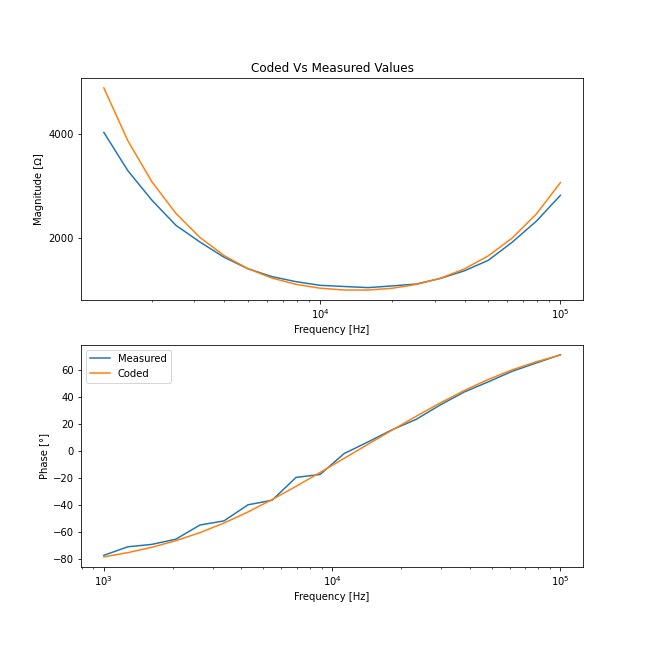 Coded Vs Measured Values
Magnitude [Ω]
4000
2000
10⁴
10⁵
Frequency [Hz]
Phase [°]
60
40
20
0
−20
−40
−60
−80
Measured
Coded
10³
10⁴
10⁵
Frequency [Hz]